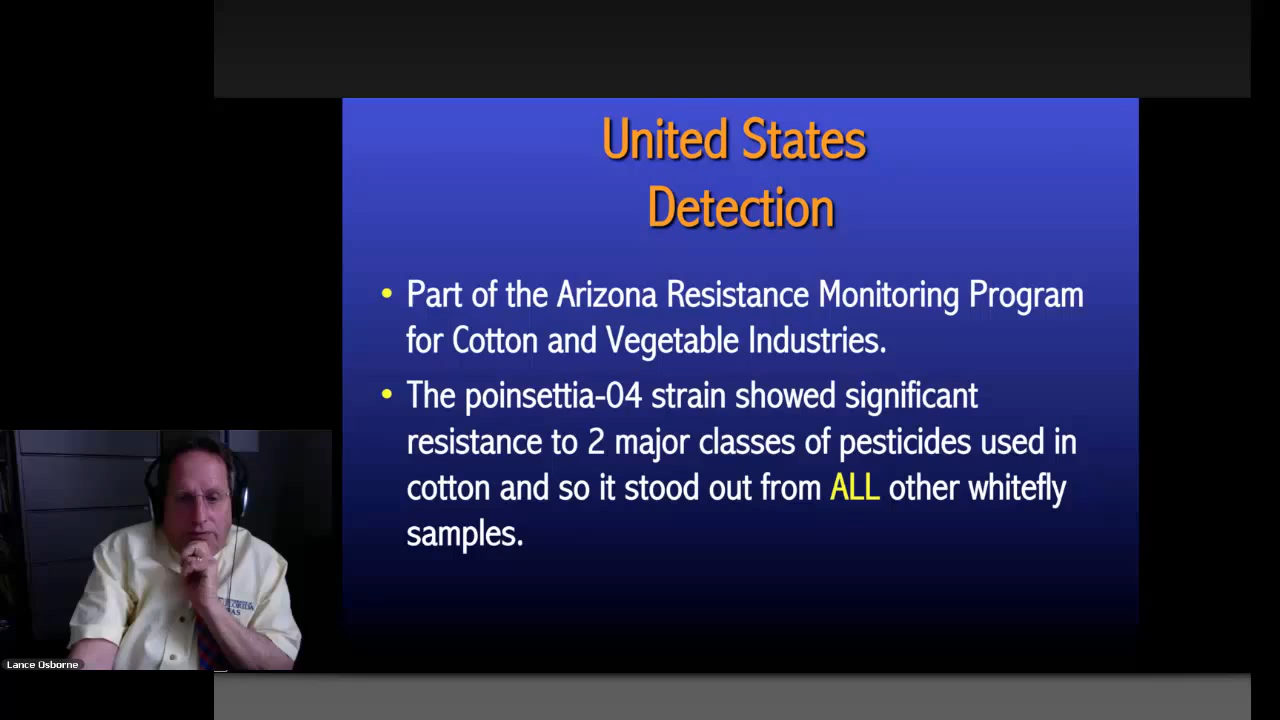 United States
Detection
• Part of the Arizona Resistance Monitoring Program
for Cotton and Vegetable Industries.
• The poinsettia-04 strain showed significant
resistance to 2 major classes of pesticides used in
cotton and so it stood out from ALL other whitefly
samples.
FLORIDA
Lance Osborne